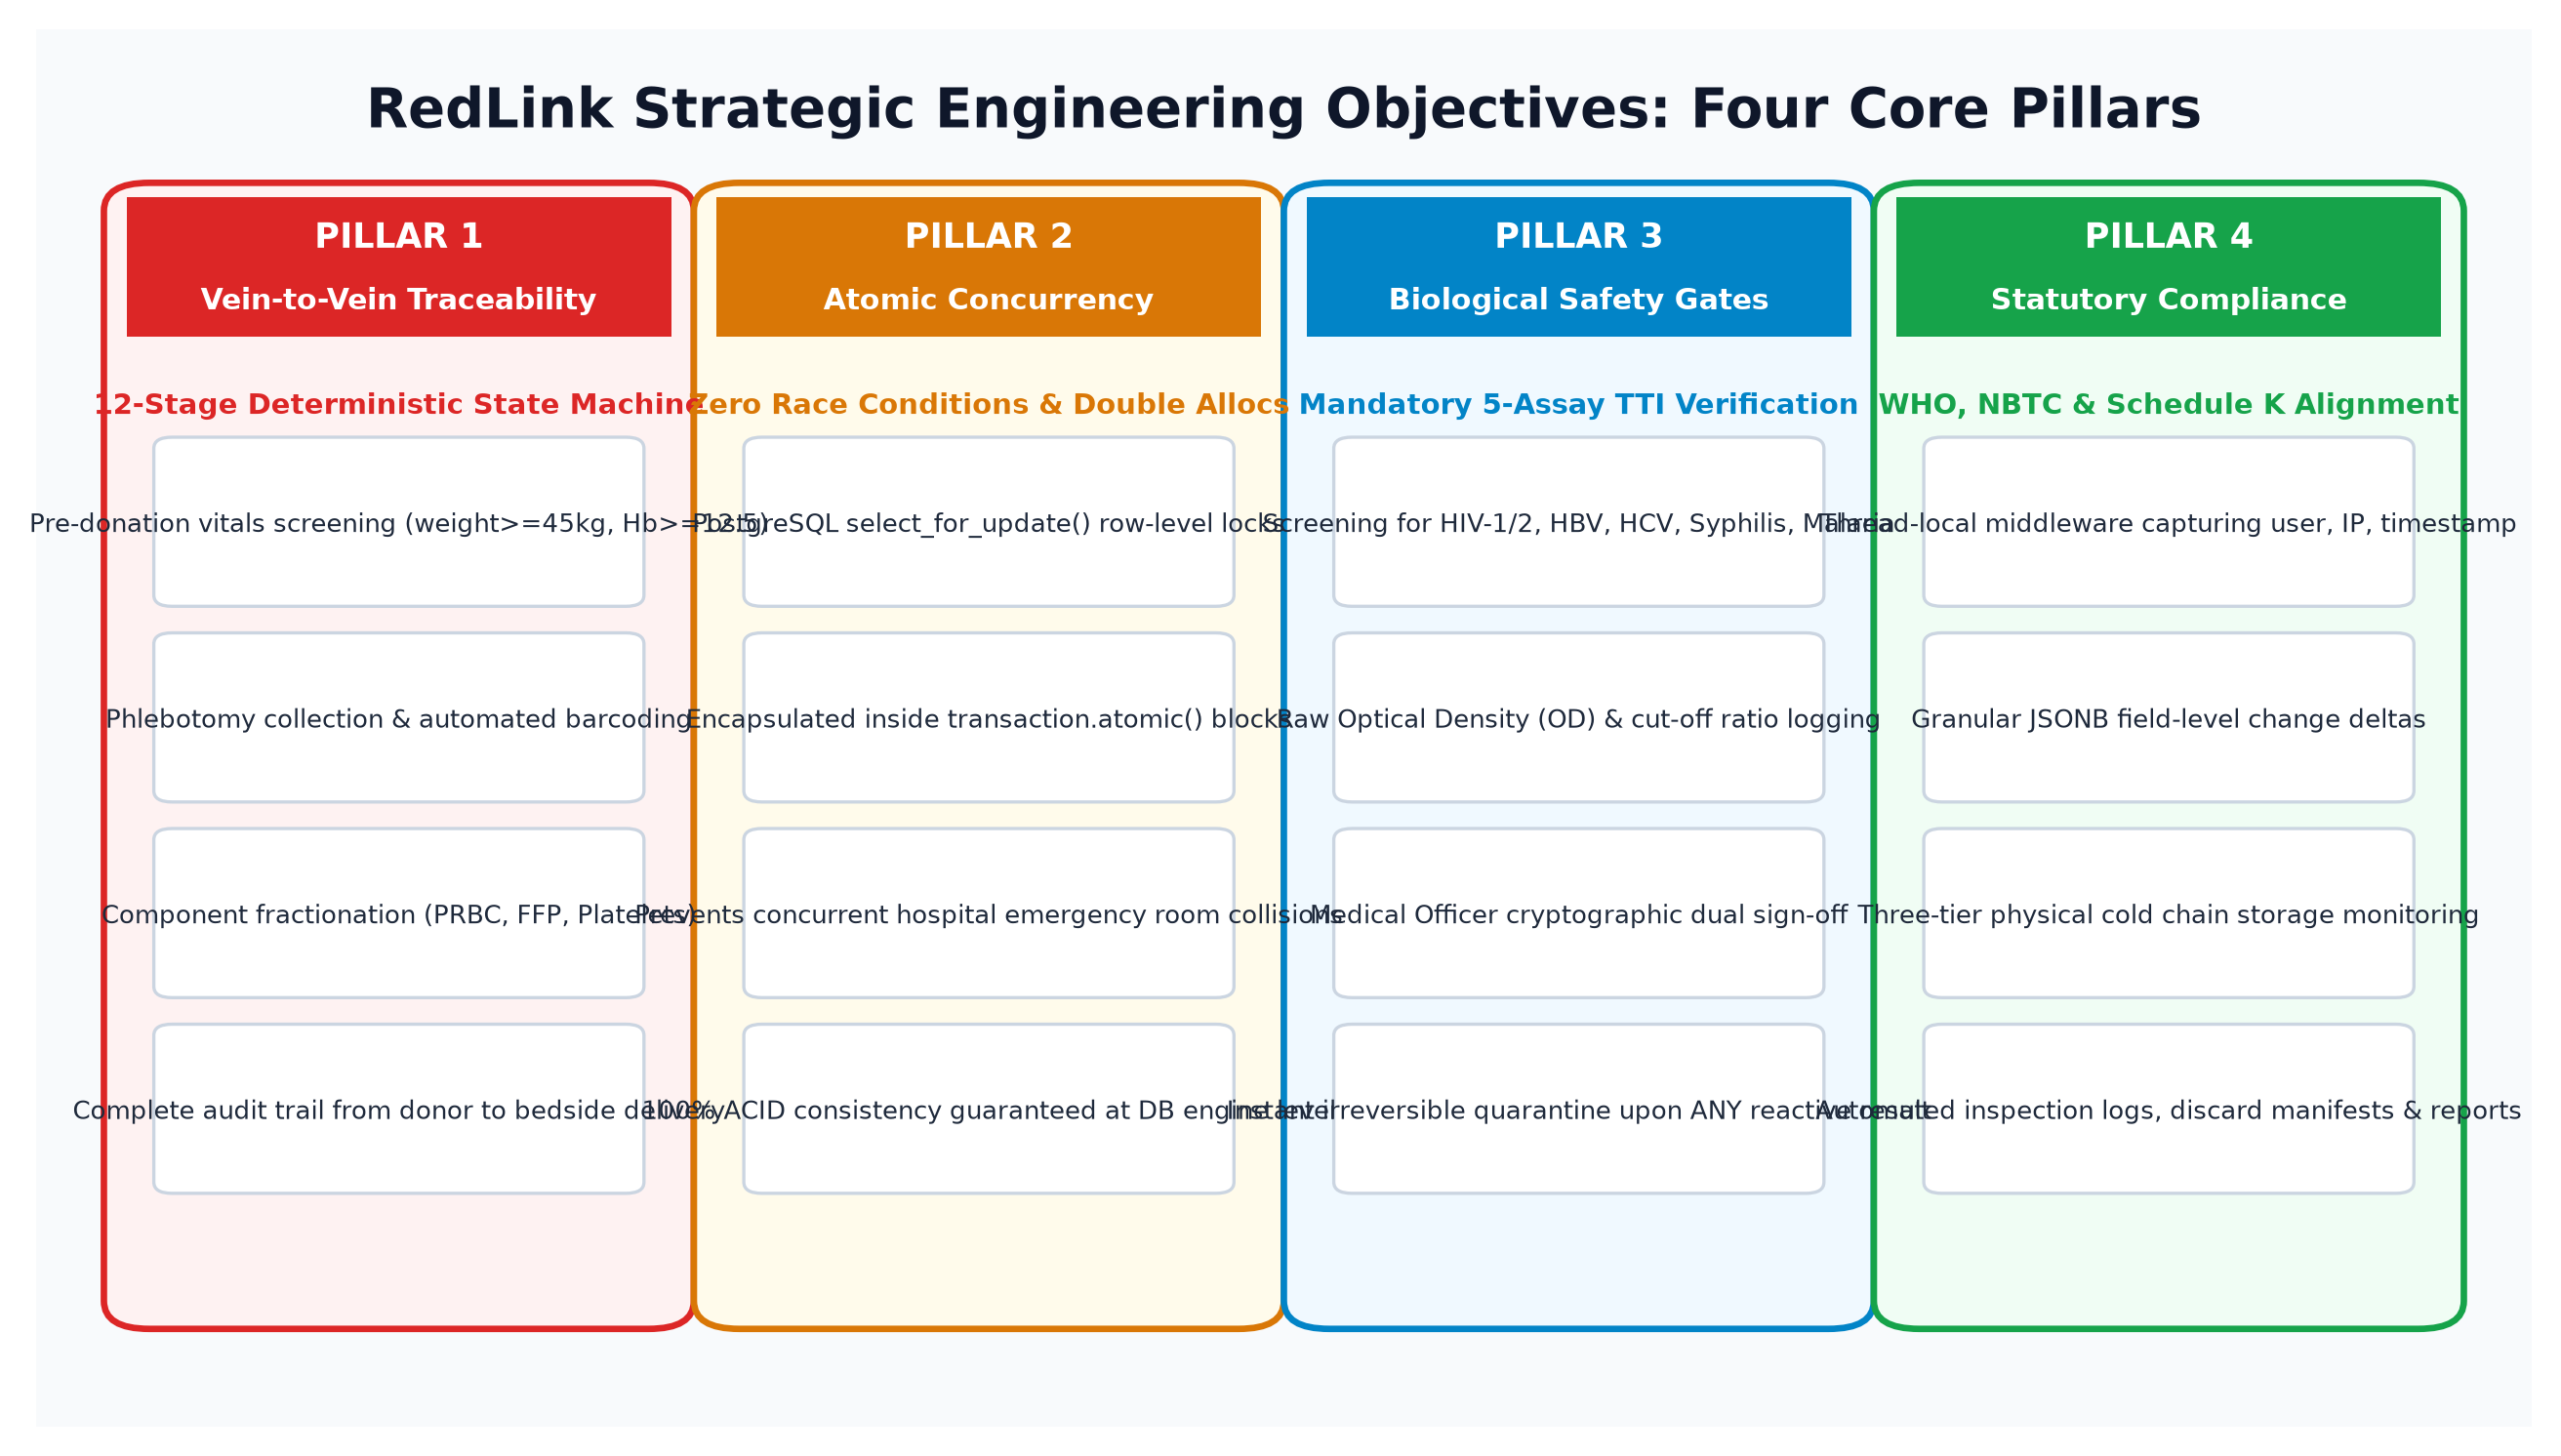 RedLink Strategic Engineering Objectives: Four Core Pillars
PILLAR 1
Vein-to-Vein Traceability
12-Stage Deterministic State Machine
Pre-donation vitals screening (weight>=45kg, Hb>=12.5)
Phlebotomy collection & automated barcoding
Component fractionation (PRBC, FFP, Platelets)
Complete audit trail from donor to bedside delivery
PILLAR 2
Atomic Concurrency
Zero Race Conditions & Double Allocs
PostgreSQL select_for_update() row-level locks
Encapsulated inside transaction.atomic() blocks
Prevents concurrent hospital emergency room collisions
100% ACID consistency guaranteed at DB engine level
PILLAR 3
Biological Safety Gates
Mandatory 5-Assay TTI Verification
Screening for HIV-1/2, HBV, HCV, Syphilis, Malaria
Raw Optical Density (OD) & cut-off ratio logging
Medical Officer cryptographic dual sign-off
Instant irreversible quarantine upon ANY reactive result
PILLAR 4
Statutory Compliance
WHO, NBTC & Schedule K Alignment
Thread-local middleware capturing user, IP, timestamp
Granular JSONB field-level change deltas
Three-tier physical cold chain storage monitoring
Automated inspection logs, discard manifests & reports